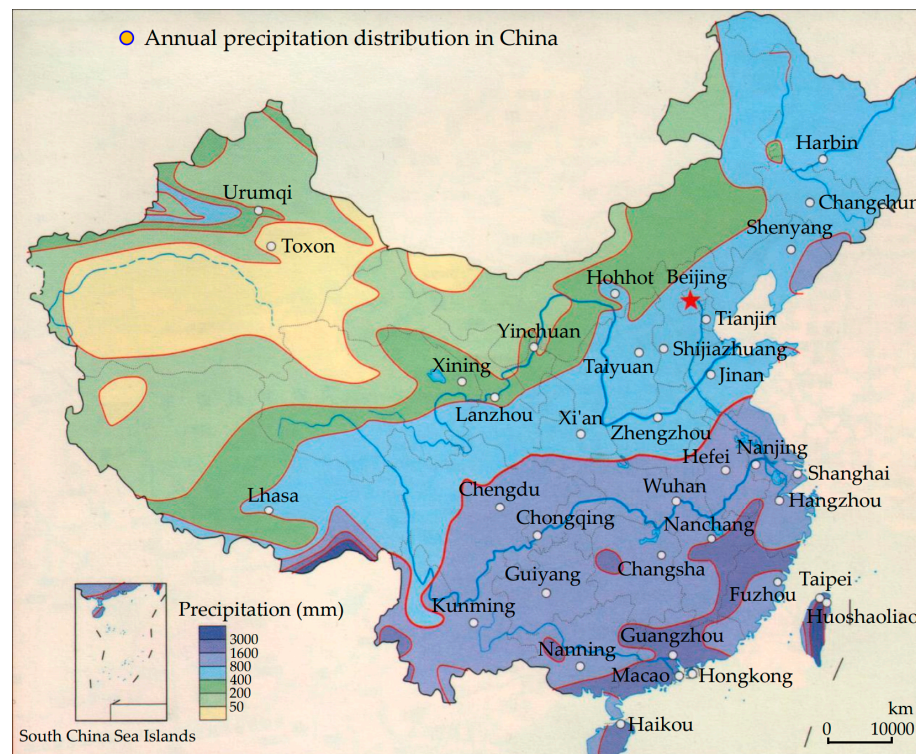 Annual precipitation distribution in China
Harbin
Urumqi
Changchun
Toxon
Shenyang
Hohhot
Beijing
Tianjin
Yinchuan
Taiyuan
Shijiazhuang
Xining
Jinan
Lanzhou
Xi'an
Zhengzhou
Hefei
Nanjing
Shanghai
Lhasa
Chengdu
Wuhan
Hangzhou
Chongqing
Nanchang
Changsha
Guiyang
Fuzhou
Taipei
Kunming
Huoshaoliao
Guangzhou
Nanning
Macao
Hongkong
Haikou
Precipitation (mm)
3000
1600
800
400
200
50
South China Sea Islands
km
0 10000